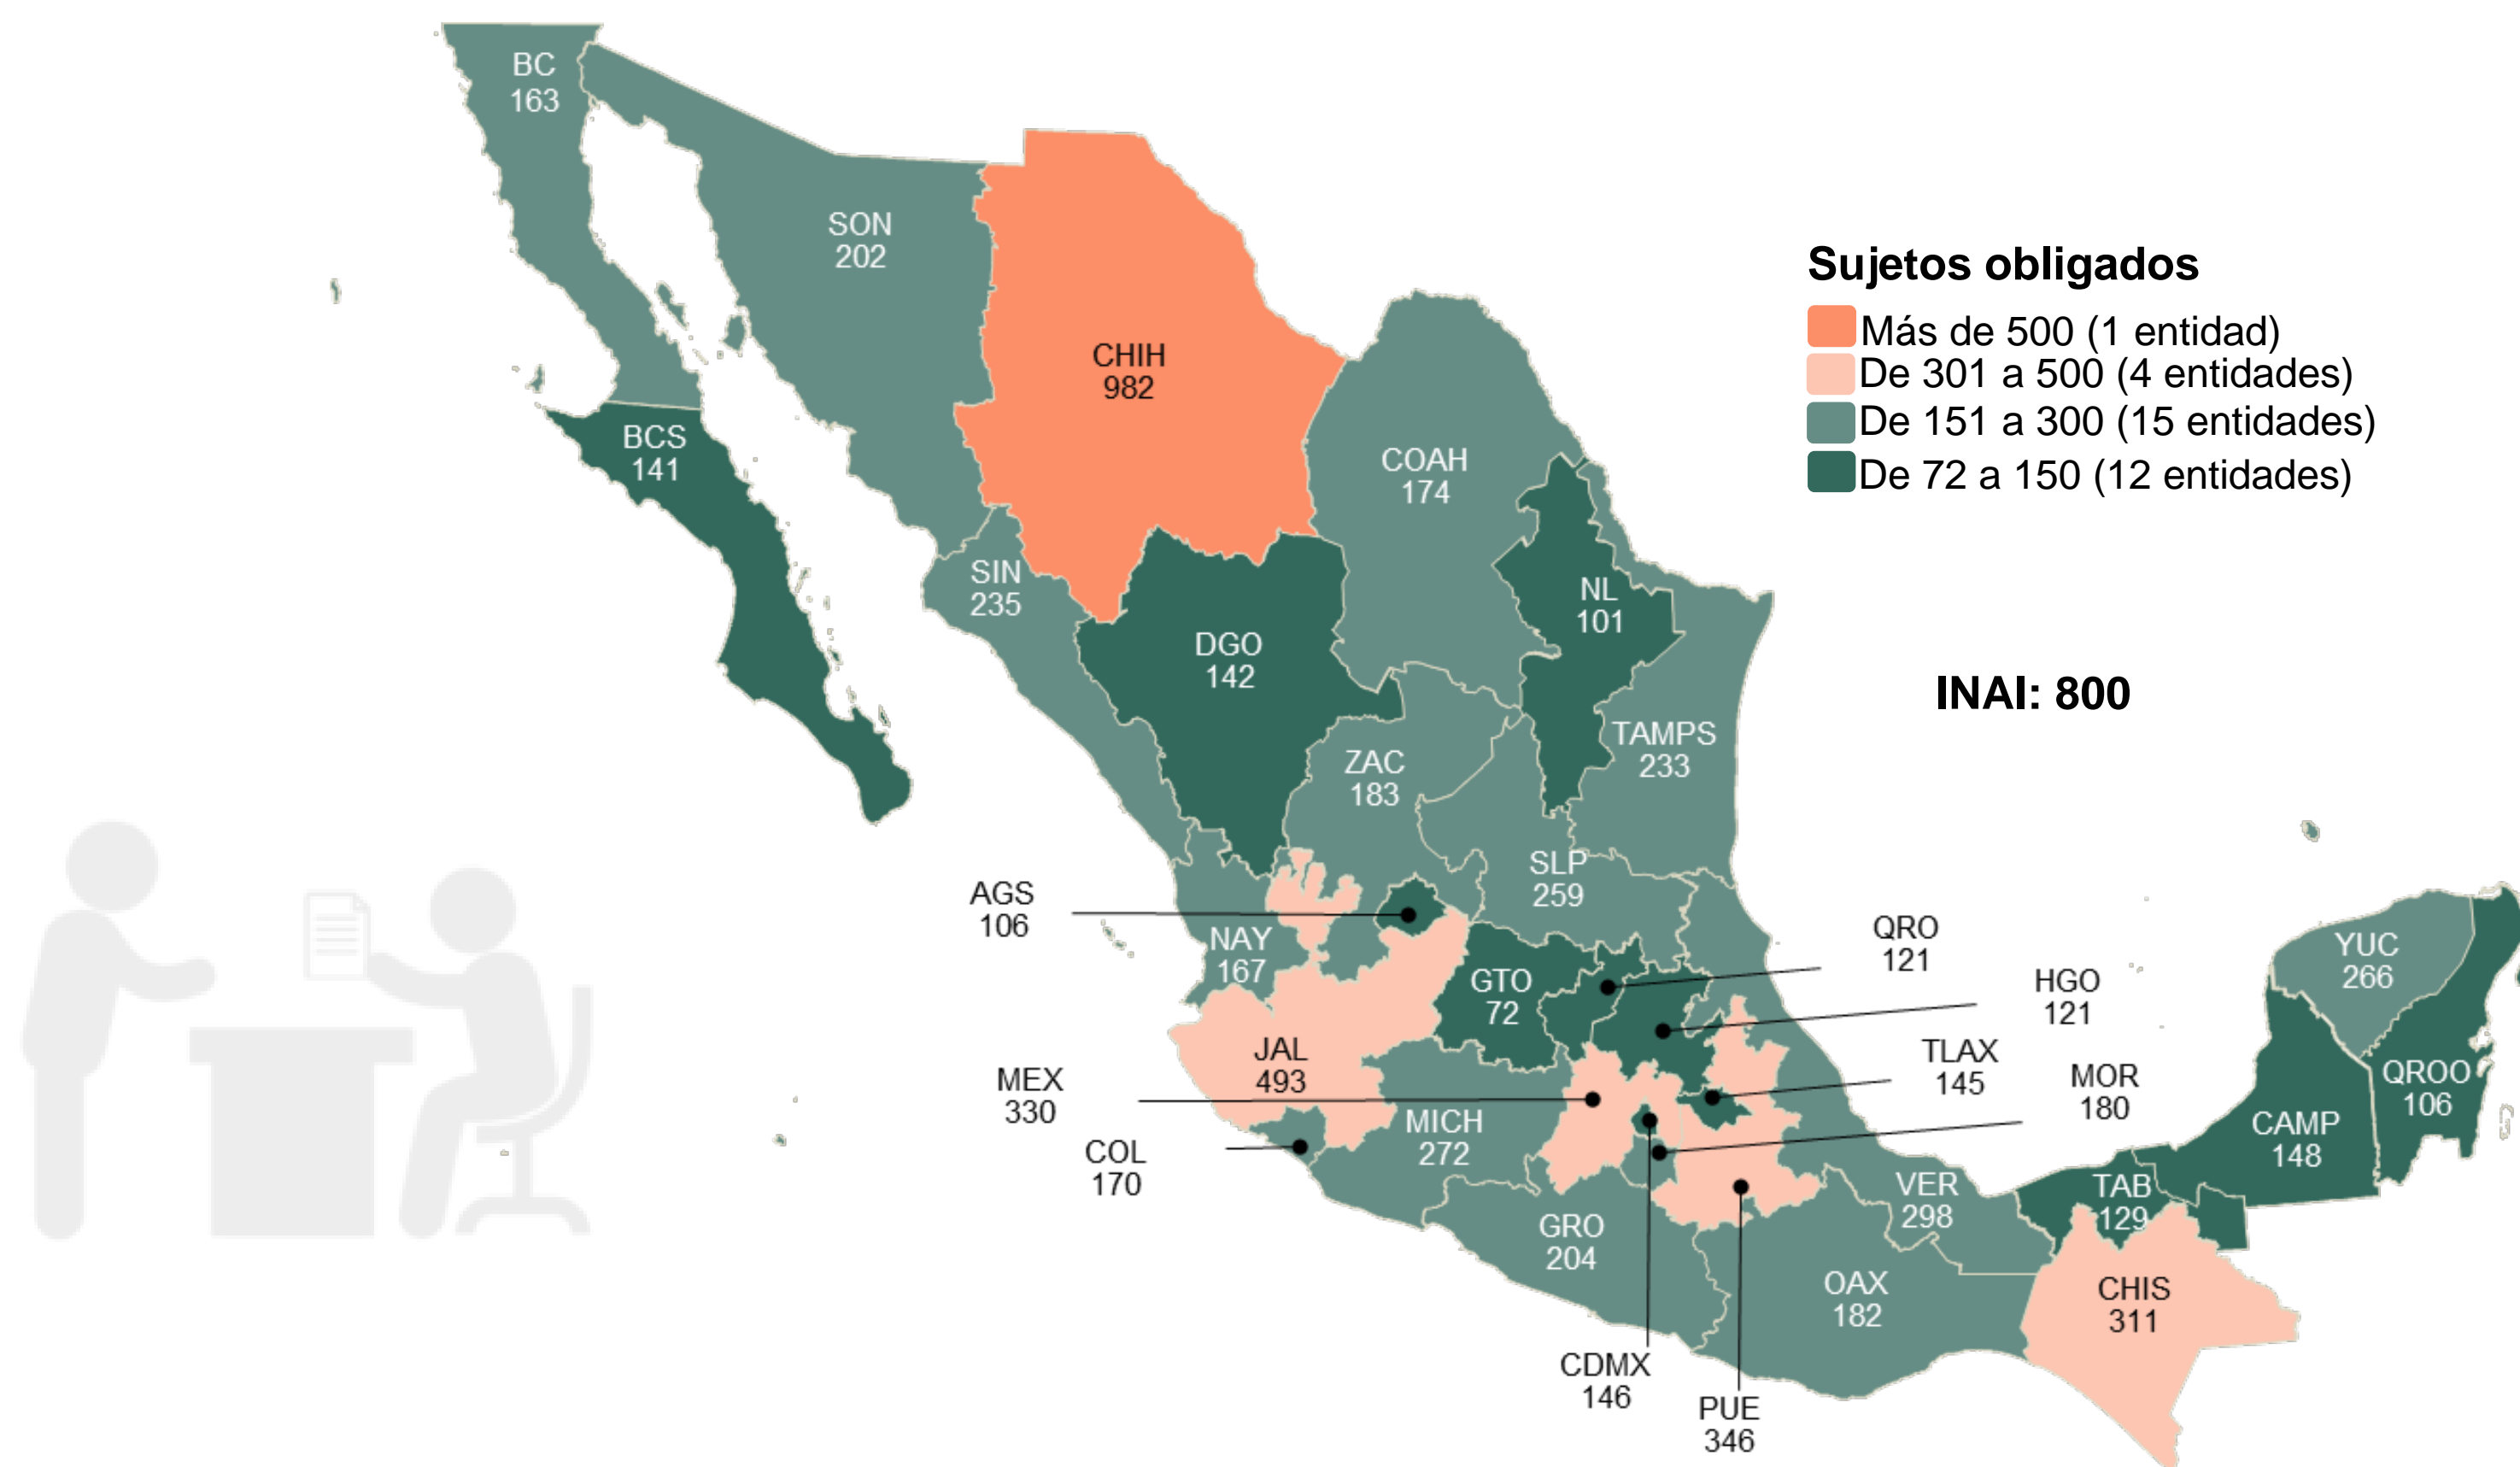 BC
163
SON
202
CHIH
982
Sujetos obligados
Más de 500 (1 entidad)
De 301 a 500 (4 entidades)
De 151 a 300 (15 entidades)
De 72 a 150 (12 entidades)
BCS
141
COAH
174
SIN
235
NL
101
DGO
142
INAI: 800
TAMPS
233
ZAC
183
SLP
259
AGS
106
NAY
167
GTO
72
QRO
121
HGO
121
YUC
266
JAL
493
MEX
330
TLAX
145
MOR
180
QROO
106
COL
170
MICH
272
CAMP
148
VER
298
TAB
129
GRO
204
OAX
182
CHIS
311
CDMX
146
PUE
346